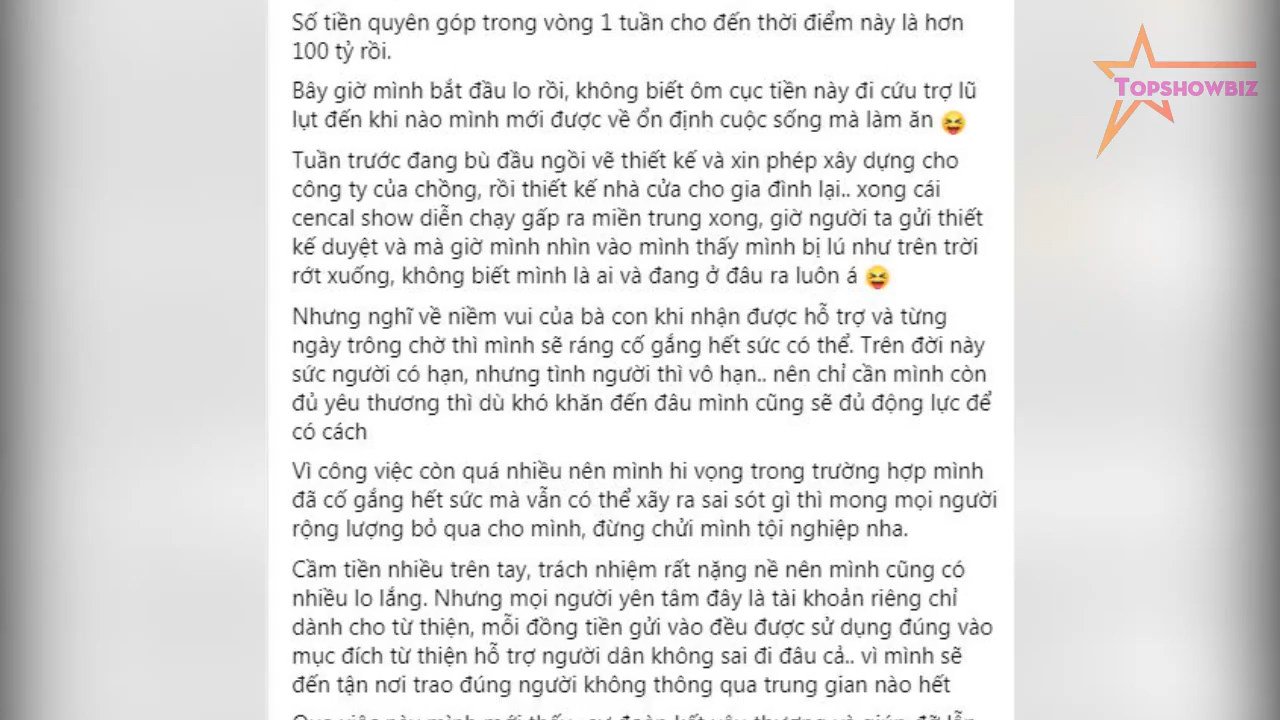 Số tiền quyên góp trong vòng 1 tuần cho đến thời điểm này là hơn
100 tỷ rồi.
TOPSHOWBIZ
Bây giờ mình bắt đầu lo rồi, không biết ôm cục tiền này đi cứu trợ lũ
lụt đến khi nào mình mới được về ổn định cuộc sống mà làm ăn 😝
Tuần trước đang bù đầu ngồi vẽ thiết kế và xin phép xây dựng cho
công ty của chồng, rồi thiết kế nhà cửa cho gia đình lại.. xong cái
cencal show diễn chạy gấp ra miền trung xong, giờ người ta gửi thiết
kế duyệt và mà giờ mình nhìn vào mình thấy mình bị lú như trên trời
rớt xuống, không biết mình là ai và đang ở đâu ra luôn á 😝
Nhưng nghĩ về niềm vui của bà con khi nhận được hỗ trợ và từng
ngày trông chờ thì mình sẽ ráng cố gắng hết sức có thể. Trên đời này
sức người có hạn, nhưng tình người thì vô hạn.. nên chỉ cần mình còn
đủ yêu thương thì dù khó khăn đến đâu mình cũng sẽ đủ động lực để
có cách
Vì công việc còn quá nhiều nên mình hi vọng trong trường hợp mình
đã cố gắng hết sức mà vẫn có thể xãy ra sai sót gì thì mong mọi người
rộng lượng bỏ qua cho mình, đừng chửi mình tội nghiệp nha.
Cầm tiền nhiều trên tay, trách nhiệm rất nặng nề nên mình cũng có
nhiều lo lắng. Nhưng mọi người yên tâm đây là tài khoản riêng chỉ
dành cho từ thiện, mỗi đồng tiền gửi vào đều được sử dụng đúng vào
mục đích từ thiện hỗ trợ người dân không sai đi đâu cả.. vì mình sẽ
đến tận nơi trao đúng người không thông qua trung gian nào hết